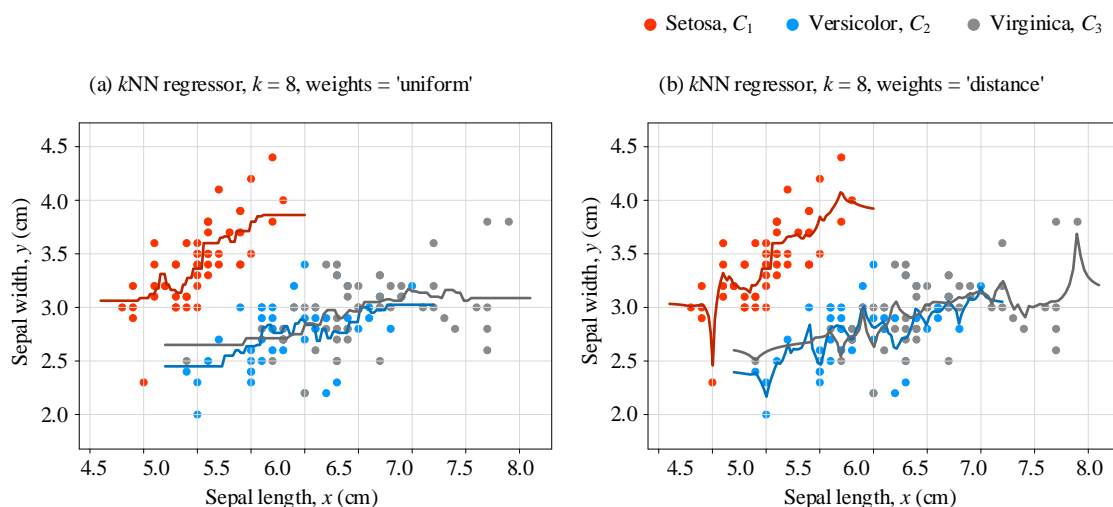 Setosa, C1 Versicolor, C2 Virginica, C3
(a) kNN regressor, k = 8, weights = 'uniform'
(b) kNN regressor, k = 8, weights = 'distance'
Sepal width, y (cm)
4.5
4.0
3.5
3.0
2.5
2.0
4.5 5.0 5.5 6.0 6.5 7.0 7.5 8.0
Sepal length, x (cm)
Sepal width, y (cm)
4.5
4.0
3.5
3.0
2.5
2.0
4.5 5.0 5.5 6.0 6.5 7.0 7.5 8.0
Sepal length, x (cm)